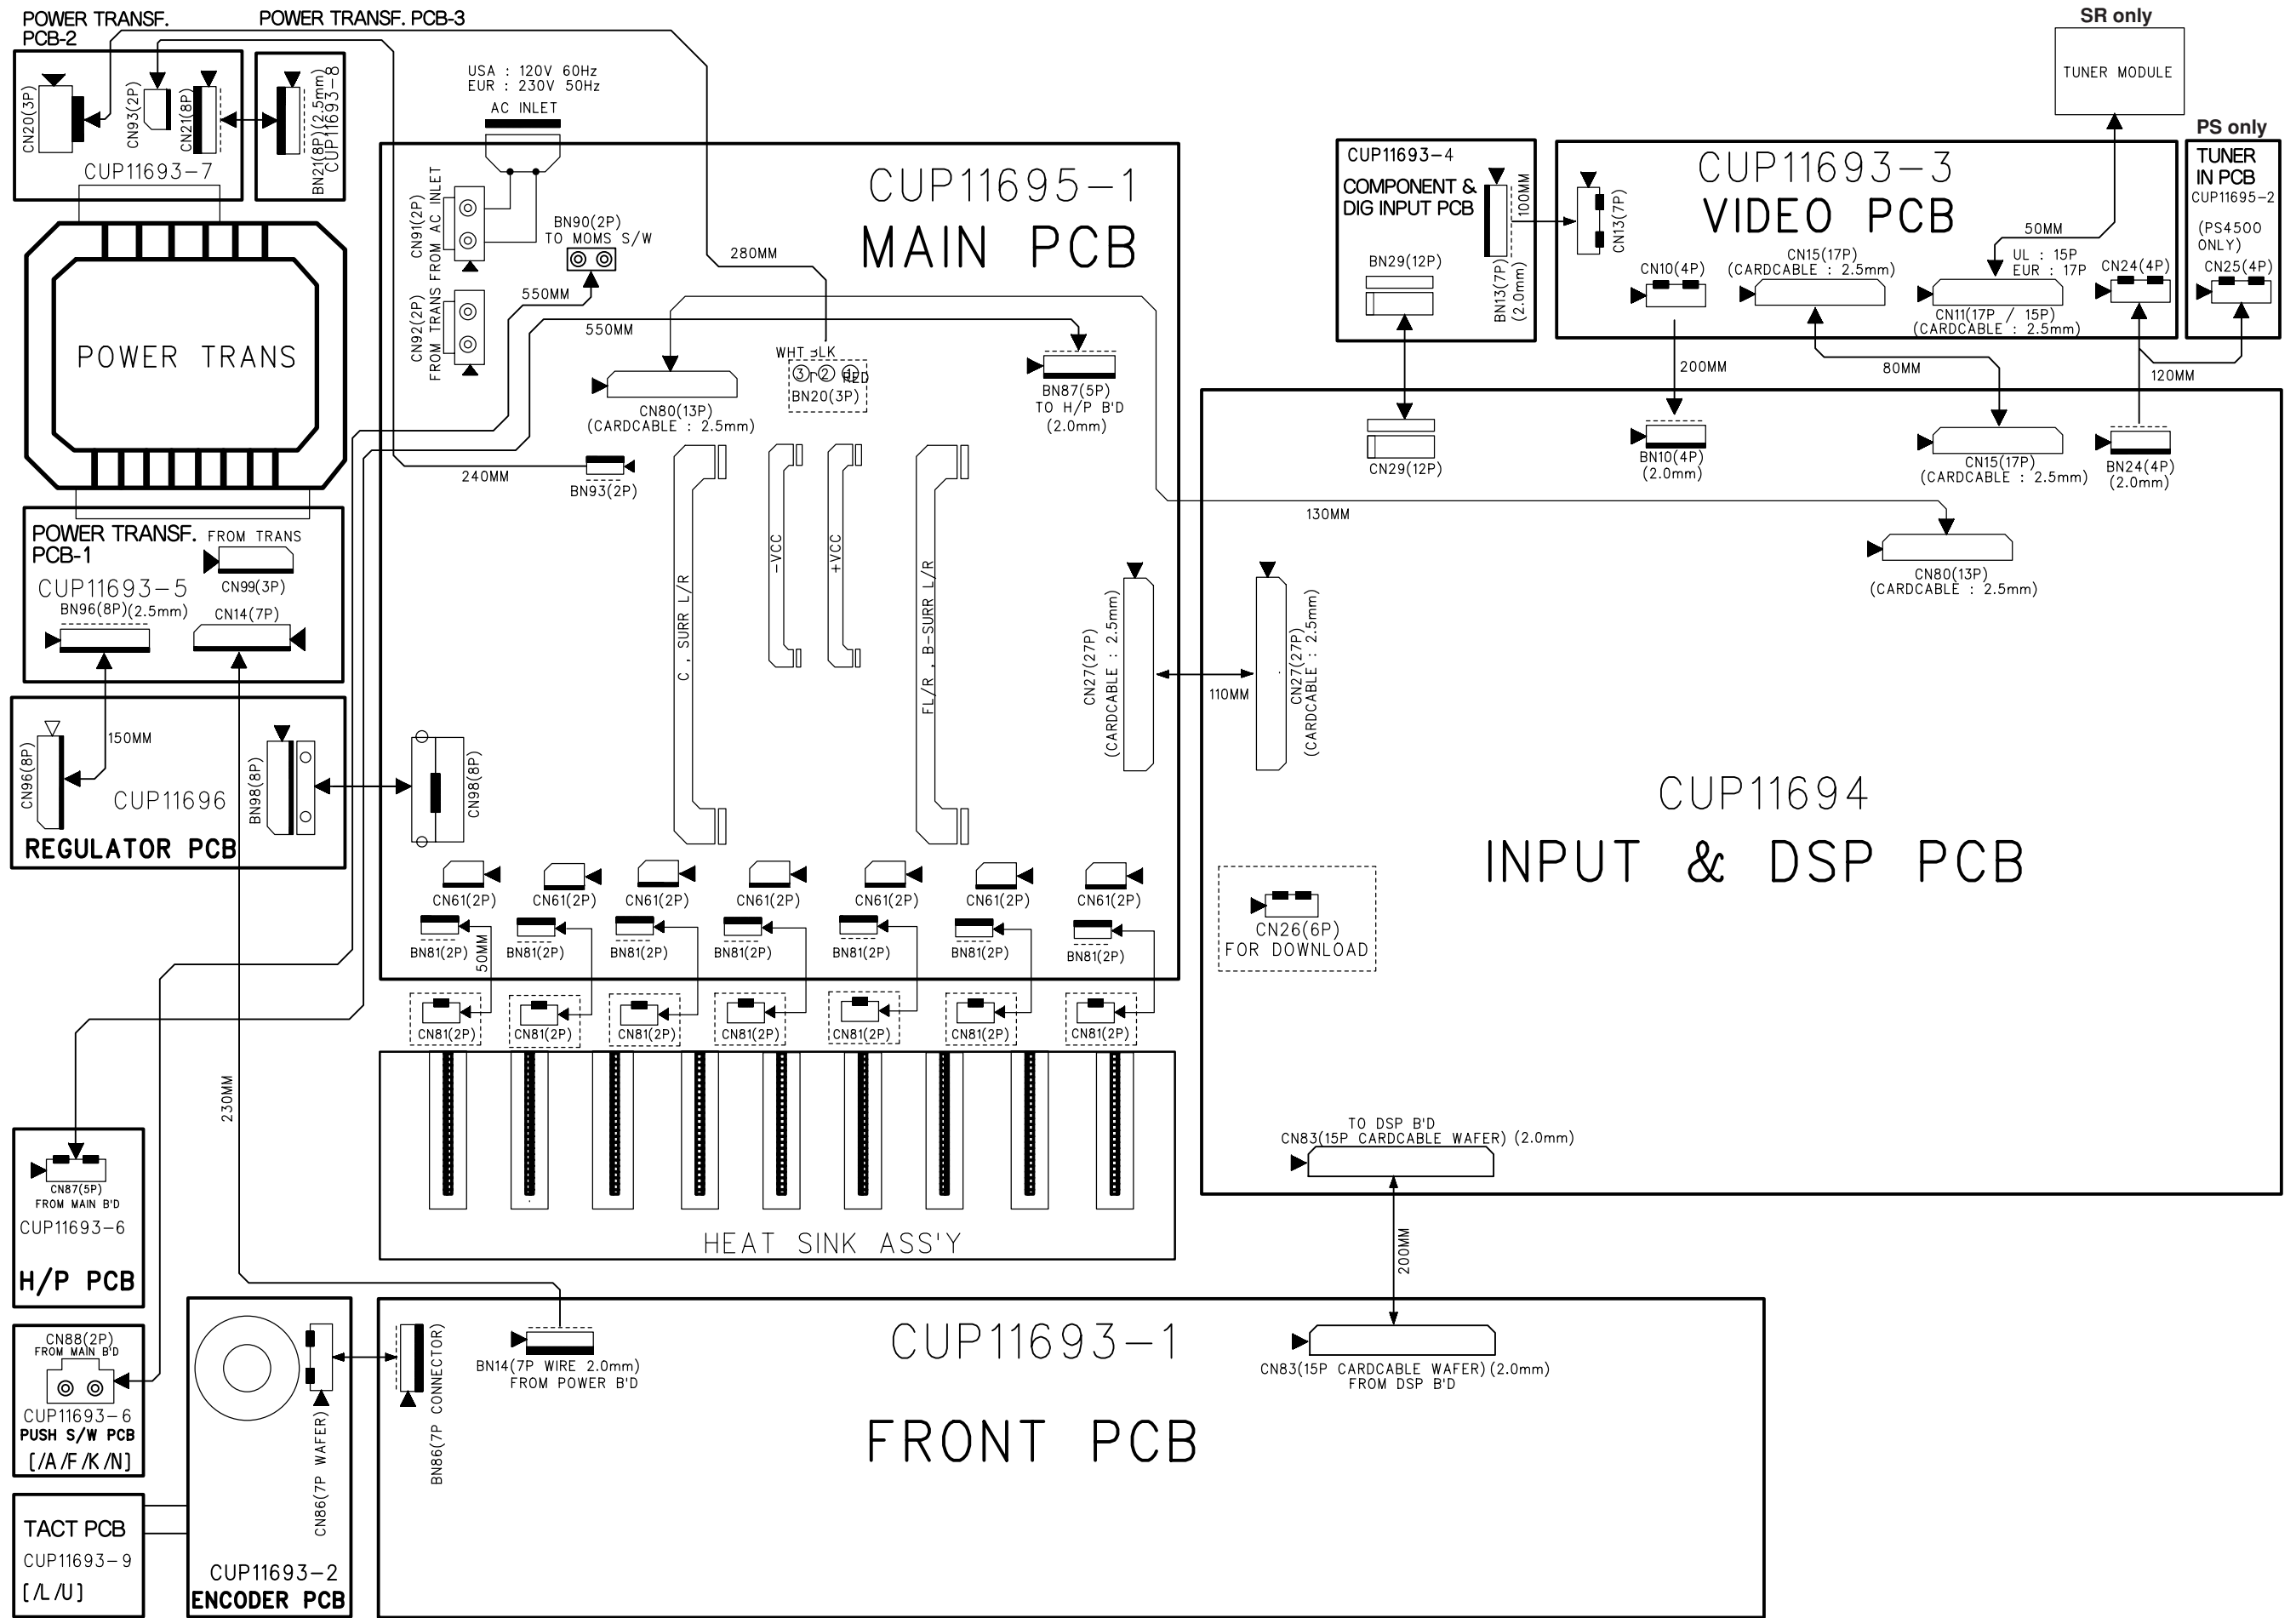 POWER TRANSF.
PCB-2
POWER TRANSF. PCB-3
SR only
TUNER MODULE
CN20(3P)
CN93(2P)
CN21(8P)
BN21(8P)(2.5mm)
CUP11693-8
CUP11693-7
USA : 120V 60Hz
EUR : 230V 50Hz
AC INLET
CN91(2P)
FROM AC INLET
CN92(2P)
FROM TRANS
BN90(2P)
TO MOMS S/W
550MM
550MM
280MM
CUP11695-1
MAIN PCB
CUP11693-4
COMPONENT &
DIG INPUT PCB
BN13(7P)
(2.0mm)
100MM
CN13(7P)
BN29(12P)
CN29(12P)
CUP11693-3
VIDEO PCB
CN10(4P)
CN15(17P)
(CARDCABLE : 2.5mm)
50MM
UL : 15P
EUR : 17P
CN11(17P / 15P)
(CARDCABLE : 2.5mm)
CN24(4P)
PS only
TUNER
IN PCB
CUP11695-2
(PS4500
ONLY)
CN25(4P)
200MM
80MM
120MM
BN10(4P)
(2.0mm)
CN15(17P)
(CARDCABLE : 2.5mm)
BN24(4P)
(2.0mm)
POWER TRANS
CN80(13P)
(CARDCABLE : 2.5mm)
WHT BLK
3 2 1 RED
BN20(3P)
BN87(5P)
TO H/P B'D
(2.0mm)
240MM
BN93(2P)
130MM
CN80(13P)
(CARDCABLE : 2.5mm)
C , SURR L/R
-VCC
+VCC
FL/R , B-SURR L/R
CN27(27P)
(CARDCABLE : 2.5mm)
110MM
CN27(27P)
(CARDCABLE : 2.5mm)
POWER TRANSF.
PCB-1
FROM TRANS
CN99(3P)
CUP11693-5
BN96(8P)(2.5mm)
CN14(7P)
150MM
CN96(8P)
CUP11696
BN98(8P)
REGULATOR PCB
CN98(8P)
CUP11694
INPUT & DSP PCB
CN26(6P)
FOR DOWNLOAD
CN61(2P) CN61(2P) CN61(2P) CN61(2P) CN61(2P) CN61(2P) CN61(2P)
BN81(2P) BN81(2P) BN81(2P) BN81(2P) BN81(2P) BN81(2P) BN81(2P)
50MM
CN81(2P) CN81(2P) CN81(2P) CN81(2P) CN81(2P) CN81(2P) CN81(2P)
HEAT SINK ASS'Y
230MM
TO DSP B'D
CN83(15P CARDCABLE WAFER) (2.0mm)
200MM
CN87(5P)
FROM MAIN B'D
CUP11693-6
H/P PCB
CN88(2P)
FROM MAIN B'D
CUP11693-6
PUSH S/W PCB
[/A /F /K /N]
TACT PCB
CUP11693-9
[ /L /U ]
CN86(7P WAFER)
CUP11693-2
ENCODER PCB
BN86(7P CONNECTOR)
BN14(7P WIRE 2.0mm)
FROM POWER B'D
CUP11693-1
FRONT PCB
CN83(15P CARDCABLE WAFER) (2.0mm)
FROM DSP B'D